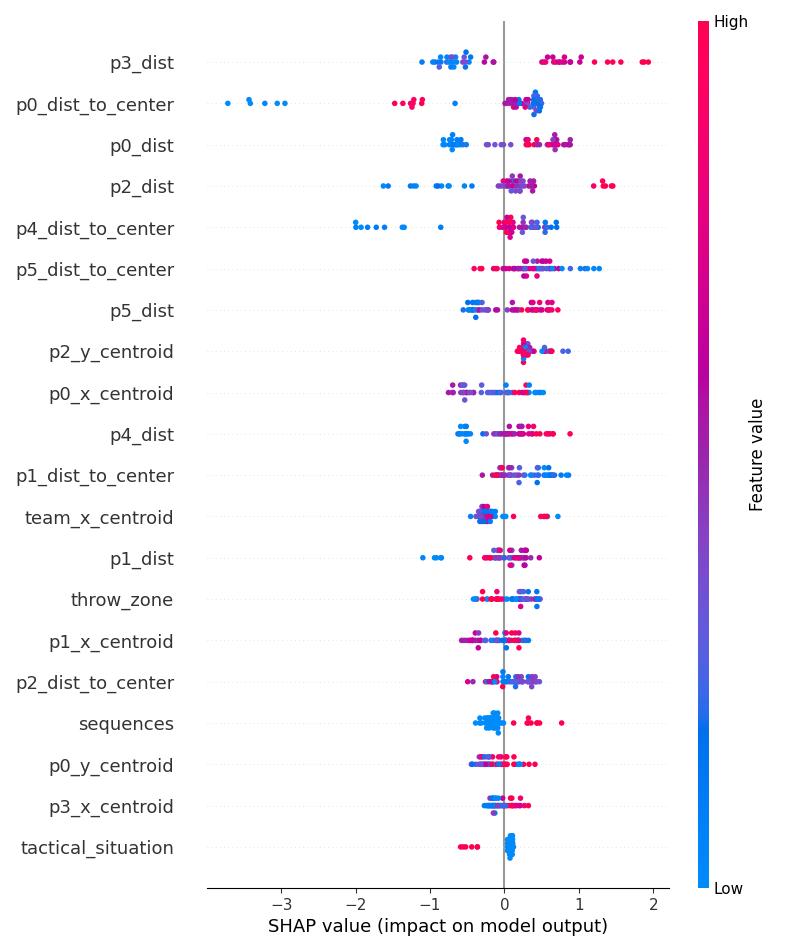 High
p3_dist
p0_dist_to_center
p0_dist
p2_dist
p4_dist_to_center
p5_dist_to_center
p5_dist
p2_y_centroid
p0_x_centroid
p4_dist
p1_dist_to_center
team_x_centroid
p1_dist
throw_zone
p1_x_centroid
p2_dist_to_center
sequences
p0_y_centroid
p3_x_centroid
tactical_situation
Feature value
Low
−3 −2 −1 0 1 2
SHAP value (impact on model output)